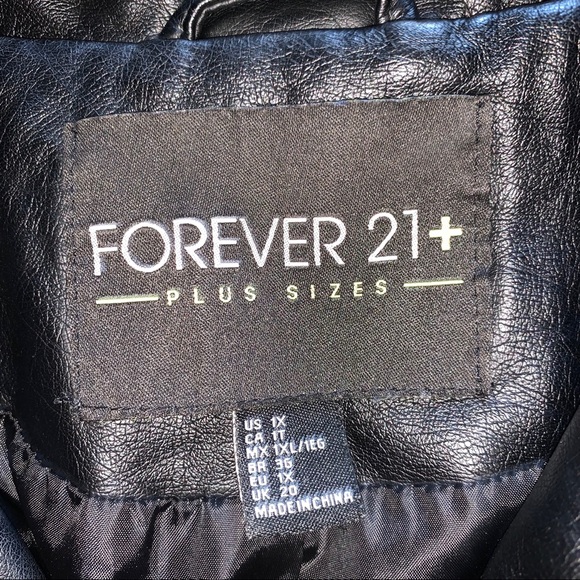 FOREVER 21+
PLUS SIZES
US 1X
CA 1T
MX 1XL/1EG
BR 36
EU 1X
UK 20
MADE IN CHINA